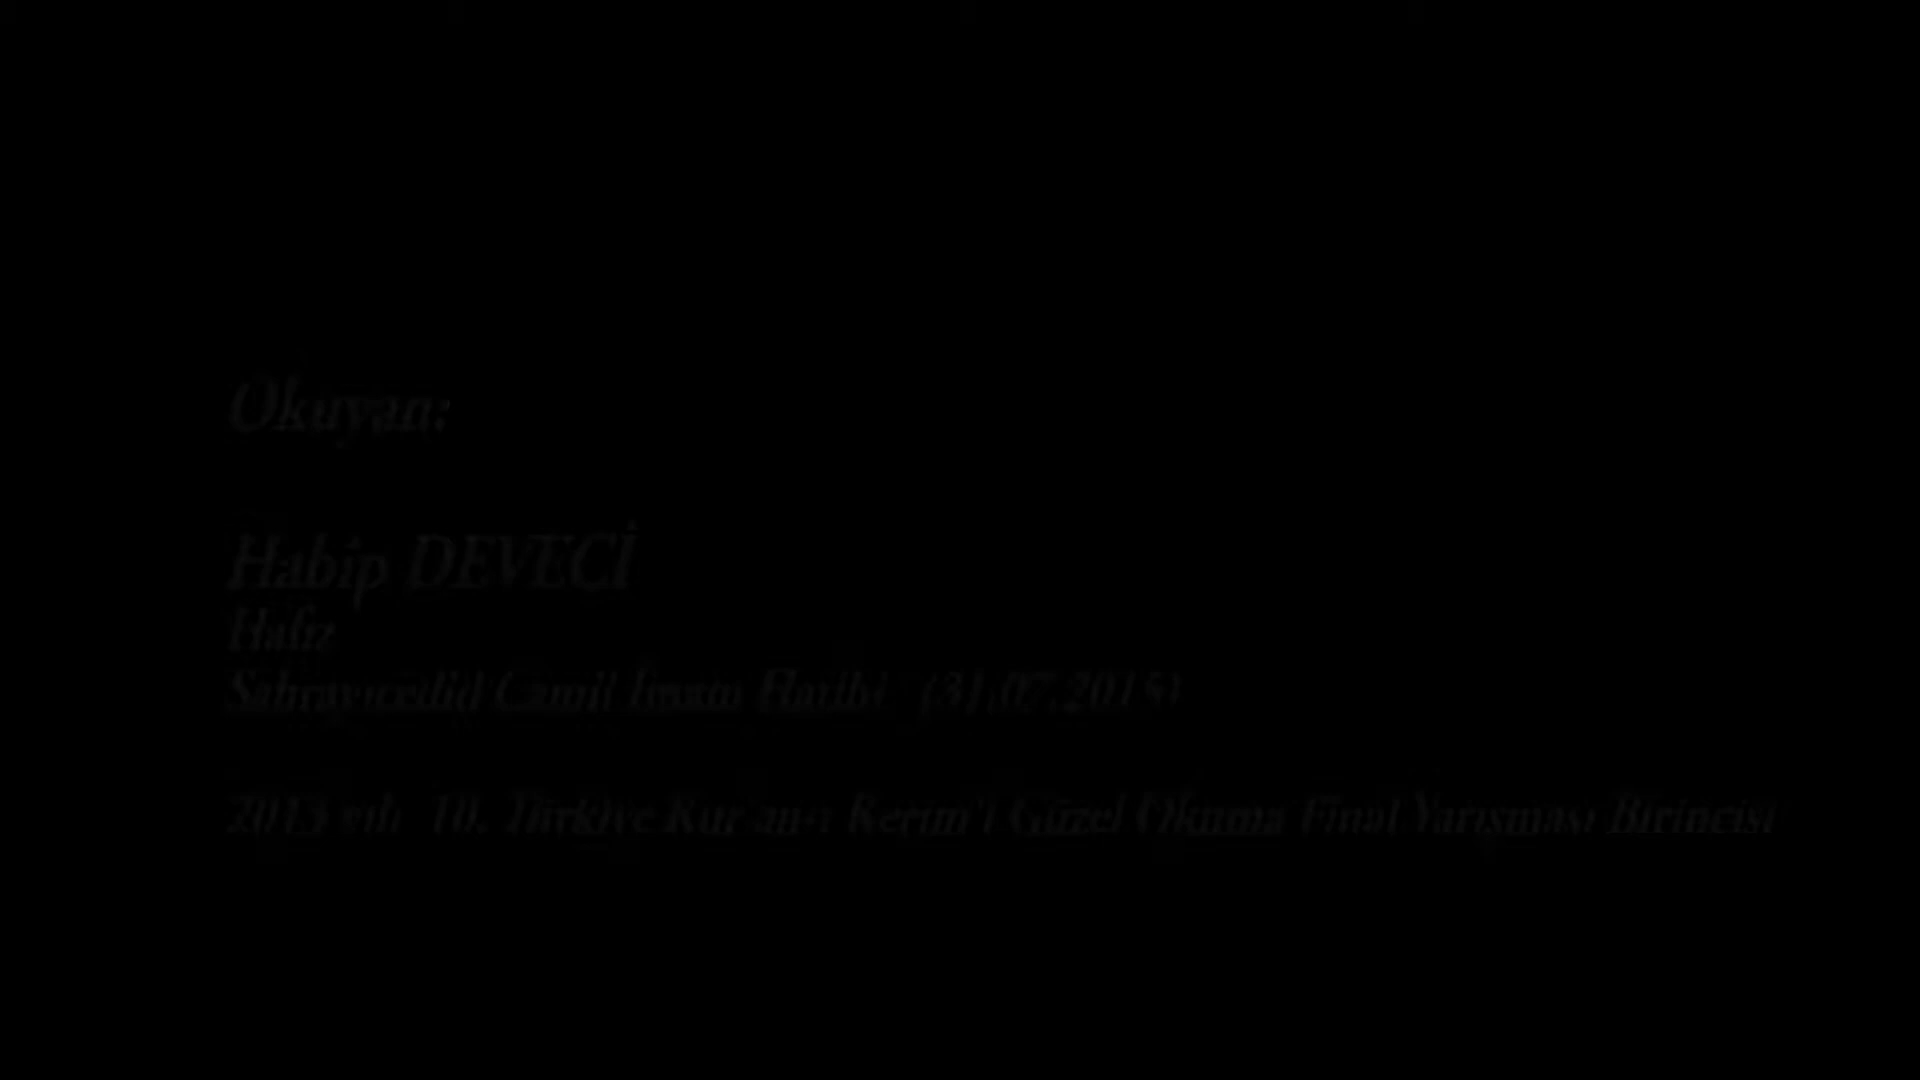 Okuyan:
Habip DEVECİ
Hafız
Sahrayıcedid Camii İmam Hatibi (31.07.2015)
2013 yılı 10. Türkiye Kur'an-ı Kerim'i Güzel Okuma Final Yarışması Birincisi